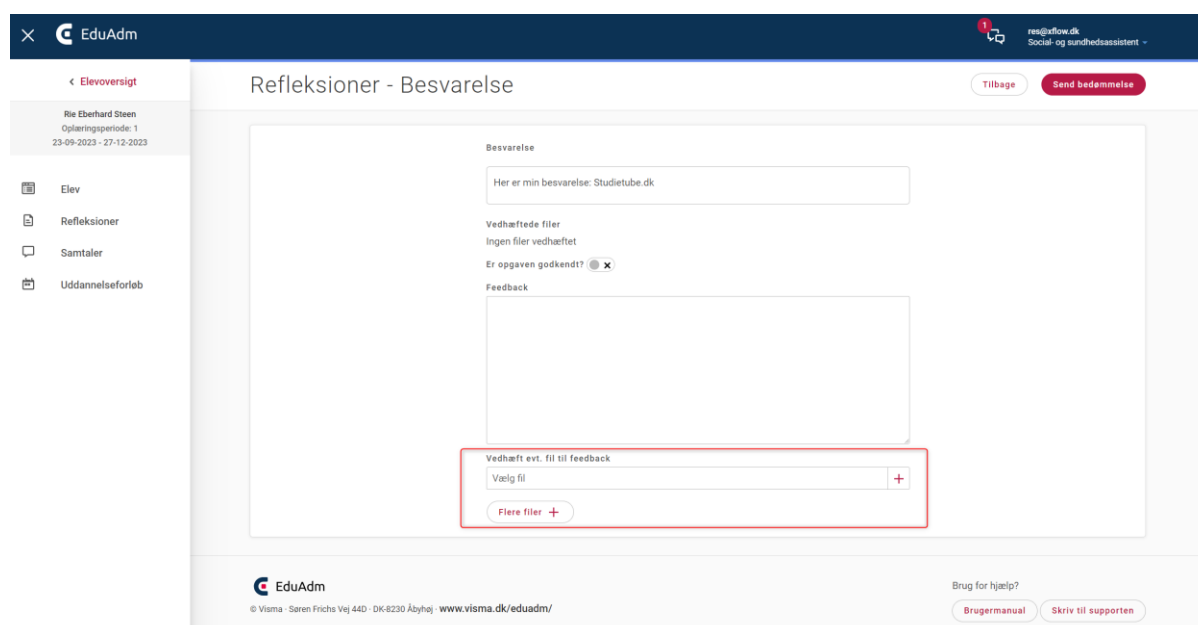 EduAdm
1
res@xflow.dk
Social- og sundhedsassistent
Elevoversigt
Rie Eberhard Steen
Oplæringsperiode: 1
23-09-2023 - 27-12-2023
Elev
Refleksioner
Samtaler
Uddannelseforløb
Refleksioner - Besvarelse
Tilbage
Send bedømmelse
Besvarelse
Her er min besvarelse: Studietube.dk
Vedhæftede filer
Ingen filer vedhæftet
Er opgaven godkendt?
Feedback
Vedhæft evt. fil til feedback
Vælg fil
Flere filer
EduAdm
© Visma · Søren Frichs Vej 44D · DK-8230 Åbyhøj · www.visma.dk/eduadm/
Brug for hjælp?
Brugermanual
Skriv til supporten